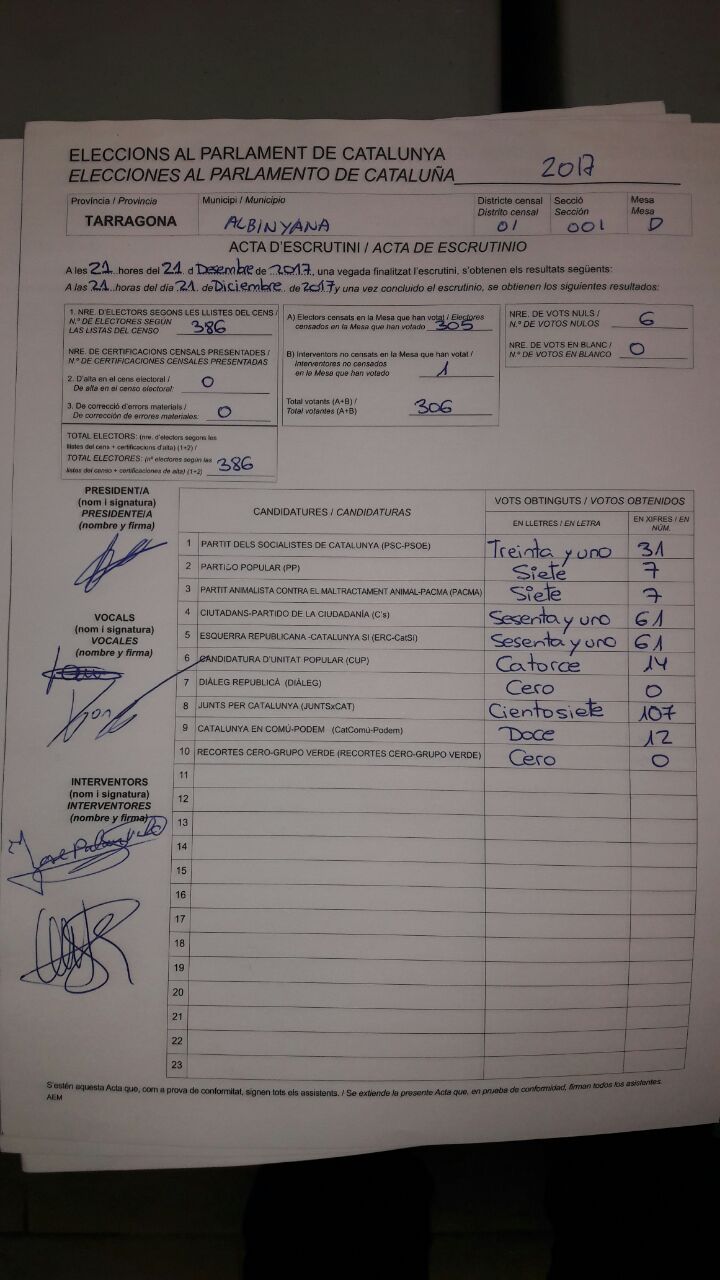 ELECCIONS AL PARLAMENT DE CATALUNYA
ELECCIONES AL PARLAMENTO DE CATALUÑA 2017
Província / Provincia
TARRAGONA
Municipi / Municipio
ALBINYANA
Districte censal
Distrito censal
01
Secció
Sección
001
Mesa
Mesa
D
ACTA D'ESCRUTINI / ACTA DE ESCRUTINIO
A les 21 hores del 21 d Desembre de 2017, una vegada finalitzat l'escrutini, s'obtenen els resultats següents:
A las 21 horas del día 21 de Diciembre de 2017 y una vez concluido el escrutinio, se obtienen los siguientes resultados:
1. NRE. D'ELECTORS SEGONS LES LLISTES DEL CENS /
N.º DE ELECTORES SEGÚN
LAS LISTAS DEL CENSO 386
NRE. DE CERTIFICACIONS CENSALS PRESENTADES /
N.º DE CERTIFICACIONES CENSALES PRESENTADAS
2. D'alta en el cens electoral /
De alta en el censo electoral: 0
3. De correcció d'errors materials /
De corrección de errores materiales: 0
TOTAL ELECTORS: (nre. d'electors segons les
llistes del cens + certificacions d'alta) (1+2) /
TOTAL ELECTORES: (nº electores según las
listas del censo + certificaciones de alta) (1+2) 386
A) Electors censats en la Mesa que han votat / Electores
censados en la Mesa que han votado 305
B) Interventors no censats en la Mesa que han votat /
Interventores no censados
en la Mesa que han votado 1
Total votants (A+B) /
Total votantes (A+B) 306
NRE. DE VOTS NULS /
N.º DE VOTOS NULOS 6
NRE. DE VOTS EN BLANC /
N.º DE VOTOS EN BLANCO 0
PRESIDENT/A
(nom i signatura)
PRESIDENTE/A
(nombre y firma)
VOCALS
(nom i signatura)
VOCALES
(nombre y firma)
INTERVENTORS
(nom i signatura)
INTERVENTORES
(nombre y firma)
CANDIDATURES / CANDIDATURAS
VOTS OBTINGUTS / VOTOS OBTENIDOS
EN LLETRES / EN LETRA
EN XIFRES / EN NÚM.
1 PARTIT DELS SOCIALISTES DE CATALUNYA (PSC-PSOE) Treinta y uno 31
2 PARTIDO POPULAR (PP) Siete 7
3 PARTIT ANIMALISTA CONTRA EL MALTRACTAMENT ANIMAL-PACMA (PACMA) Siete 7
4 CIUTADANS-PARTIDO DE LA CIUDADANÍA (C's) Sesenta y uno 61
5 ESQUERRA REPUBLICANA -CATALUNYA SI (ERC-CatSi) Sesenta y uno 61
6 CANDIDATURA D'UNITAT POPULAR (CUP) Catorce 14
7 DIÀLEG REPUBLICÀ (DIÀLEG) Cero 0
8 JUNTS PER CATALUNYA (JUNTSxCAT) Cientosiete 107
9 CATALUNYA EN COMÚ-PODEM (CatComú-Podem) Doce 12
10 RECORTES CERO-GRUPO VERDE (RECORTES CERO-GRUPO VERDE) Cero 0
11
12
13
14
15
16
17
18
19
20
21
22
23
S'estén aquesta Acta que, com a prova de conformitat, signen tots els assistents. / Se extiende la presente Acta que, en prueba de conformidad, firman todos los asistentes.
AEM